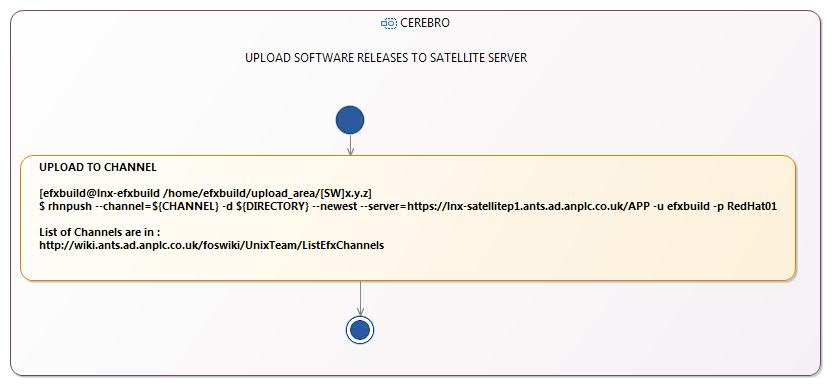 CEREBRO
UPLOAD SOFTWARE RELEASES TO SATELLITE SERVER
UPLOAD TO CHANNEL
[efxbuild@lnx-efxbuild /home/efxbuild/upload_area/[SW]x.y.z]
$ rhnpush --channel=${CHANNEL} -d ${DIRECTORY} --newest --server=https://lnx-satellitep1.ants.ad.anplc.co.uk/APP -u efxbuild -p RedHat01
List of Channels are in :
http://wiki.ants.ad.anplc.co.uk/foswiki/UnixTeam/ListEfxChannels